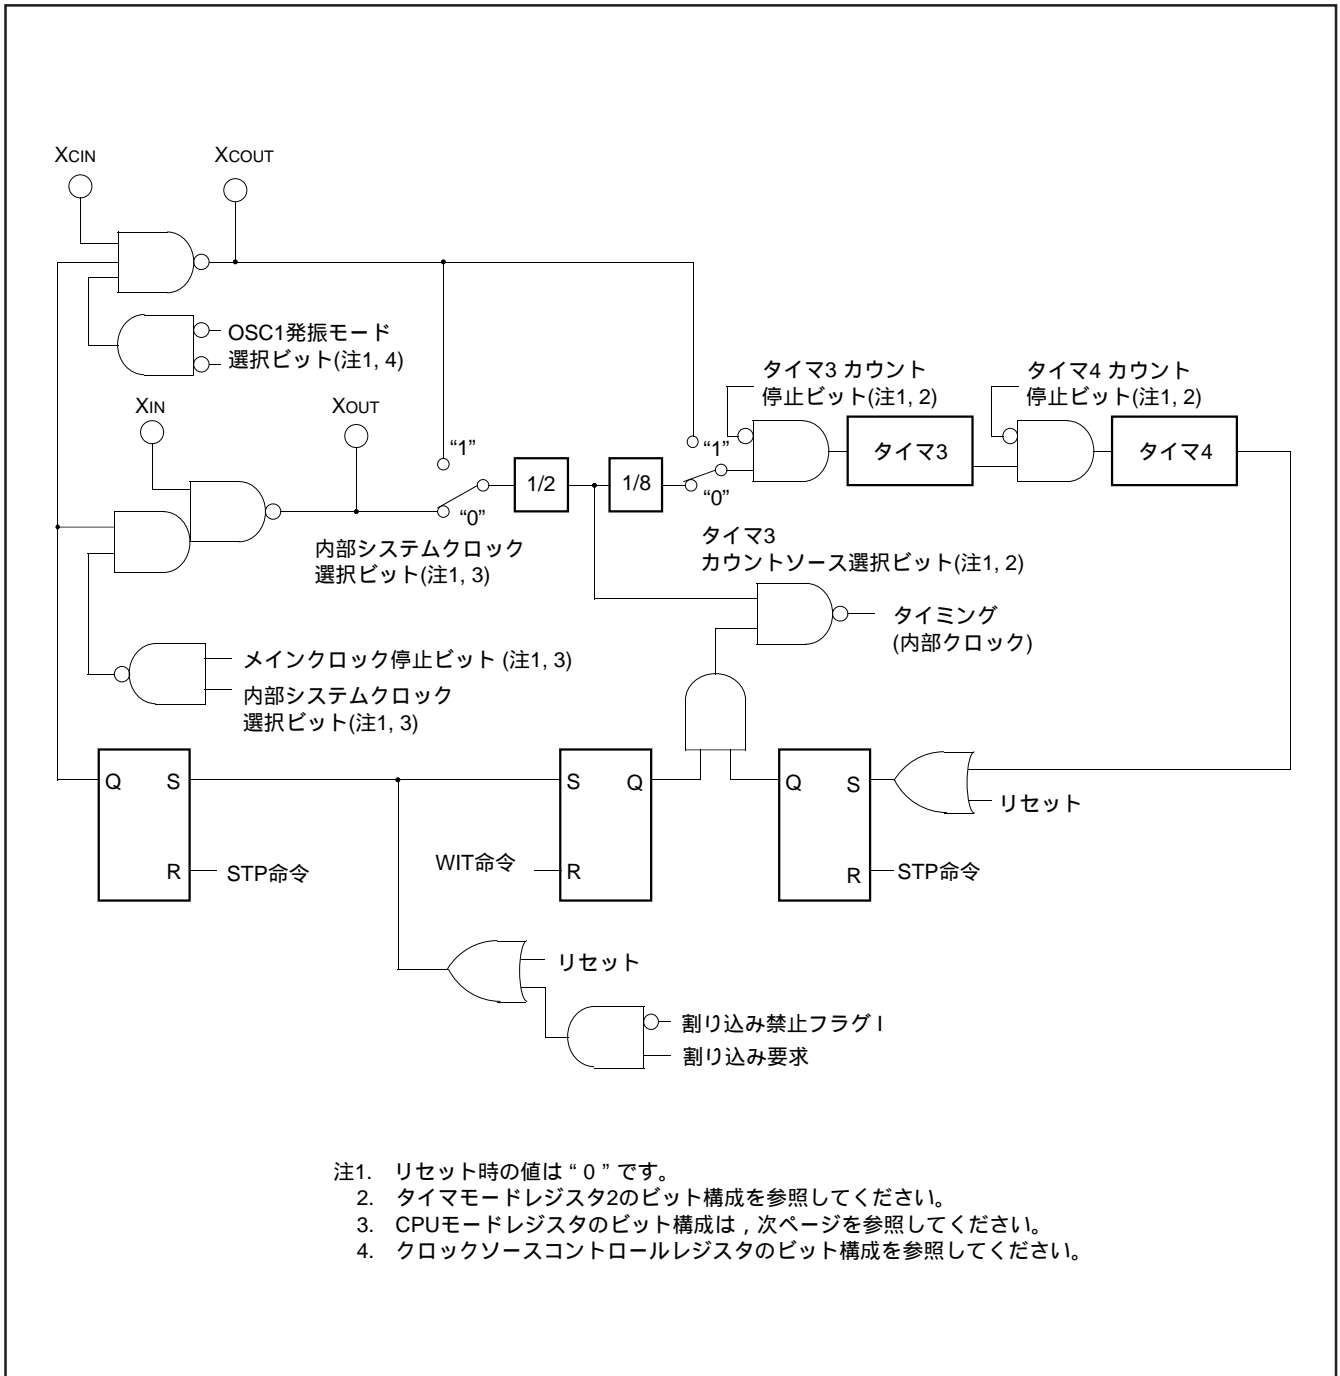 XCIN
XCOUT
OSC1発振モード
選択ビット(注1, 4)
XIN
XOUT
“1”
“0”
1/2
1/8
“1”
“0”
タイマ3 カウント
停止ビット(注1, 2)
タイマ3
タイマ4 カウント
停止ビット(注1, 2)
タイマ4
内部システムクロック
選択ビット(注1, 3)
タイマ3
カウントソース選択ビット(注1, 2)
タイミング
(内部クロック)
メインクロック停止ビット (注1, 3)
内部システムクロック
選択ビット(注1, 3)
Q
S
R
STP命令
S
Q
WIT命令
R
Q
S
リセット
R
STP命令
リセット
割り込み禁止フラグ I
割り込み要求
注1. リセット時の値は “ 0 ” です。
2. タイマモードレジスタ2のビット構成を参照してください。
3. CPUモードレジスタのビット構成は , 次ページを参照してください。
4. クロックソースコントロールレジスタのビット構成を参照してください。